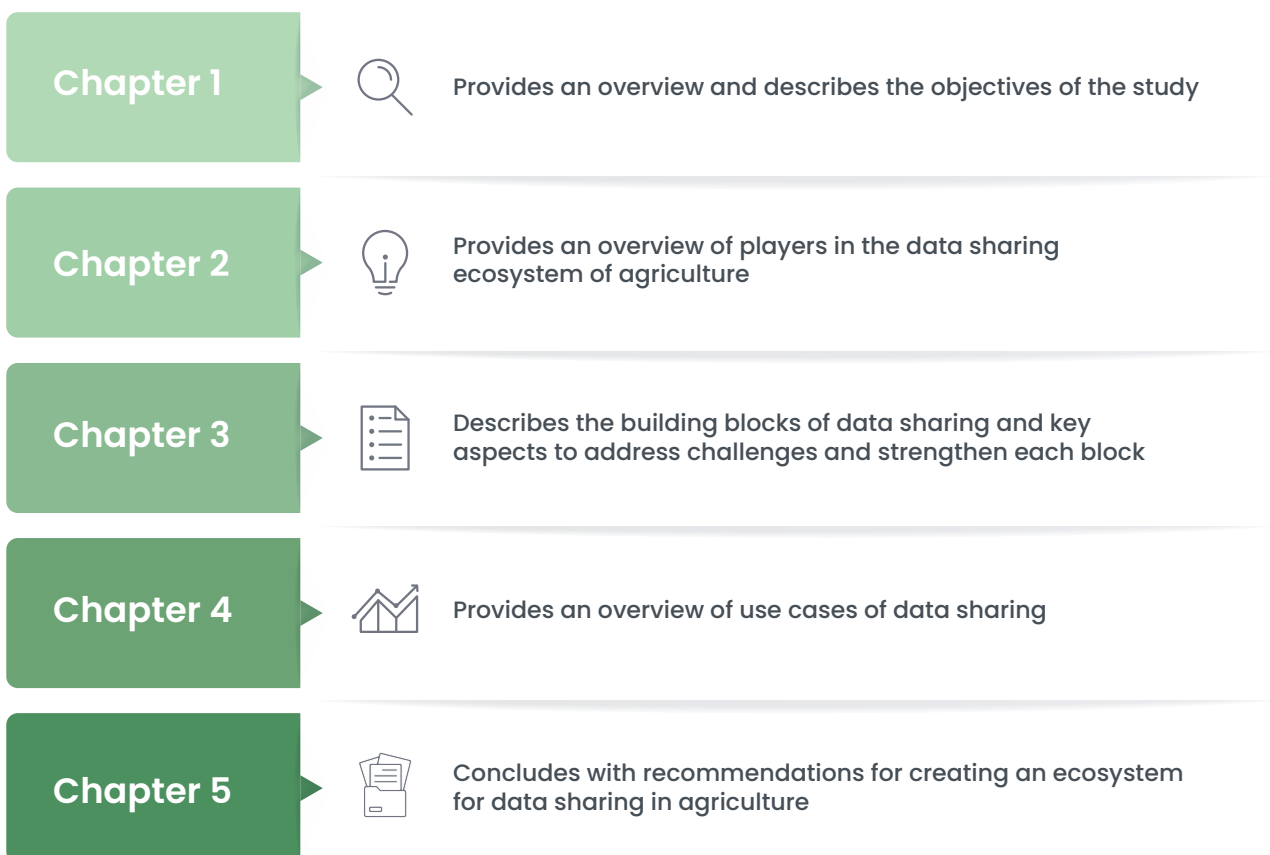 Chapter 1
Provides an overview and describes the objectives of the study
Chapter 2
Provides an overview of players in the data sharing
ecosystem of agriculture
Chapter 3
Describes the building blocks of data sharing and key
aspects to address challenges and strengthen each block
Chapter 4
Provides an overview of use cases of data sharing
Chapter 5
Concludes with recommendations for creating an ecosystem
for data sharing in agriculture